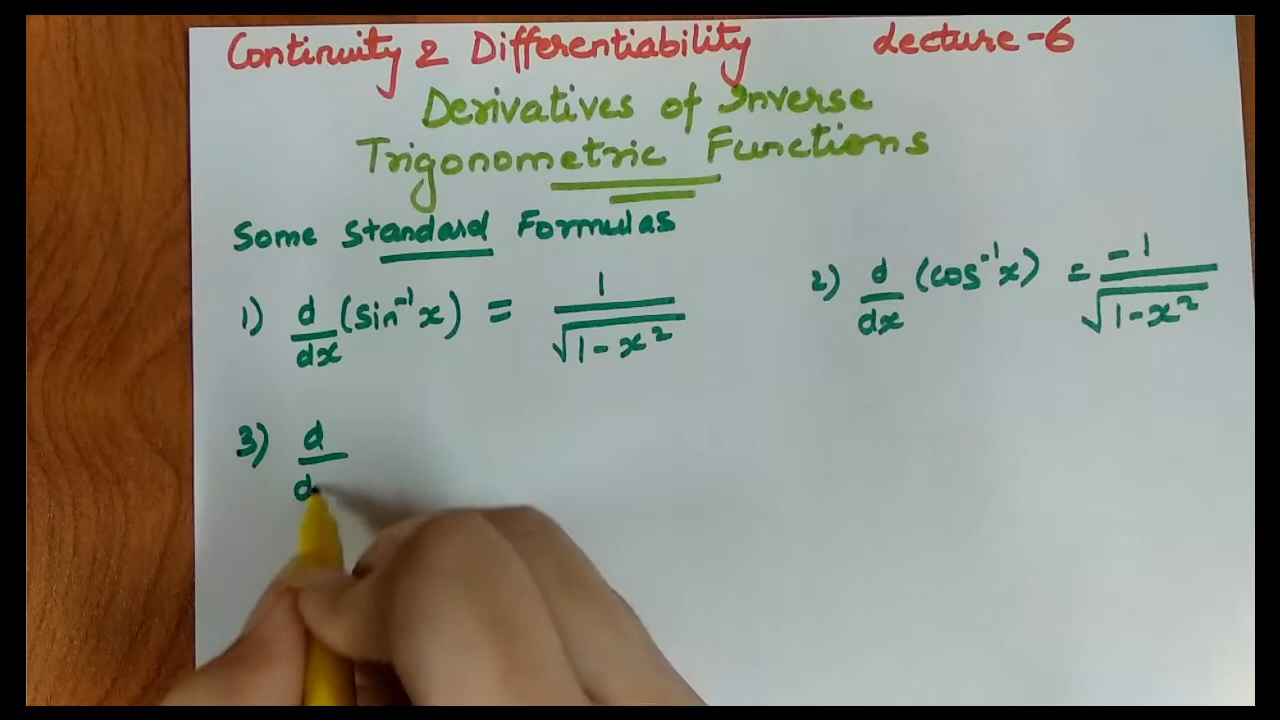 Continuity & Differentiability Lecture-6
Derivatives of Inverse
Trigonometric Functions
Some Standard Formulas
1) d/dx (sin⁻¹x) = 1/√(1-x²)
2) d/dx (cos⁻¹x) = -1/√(1-x²)
3) d/d